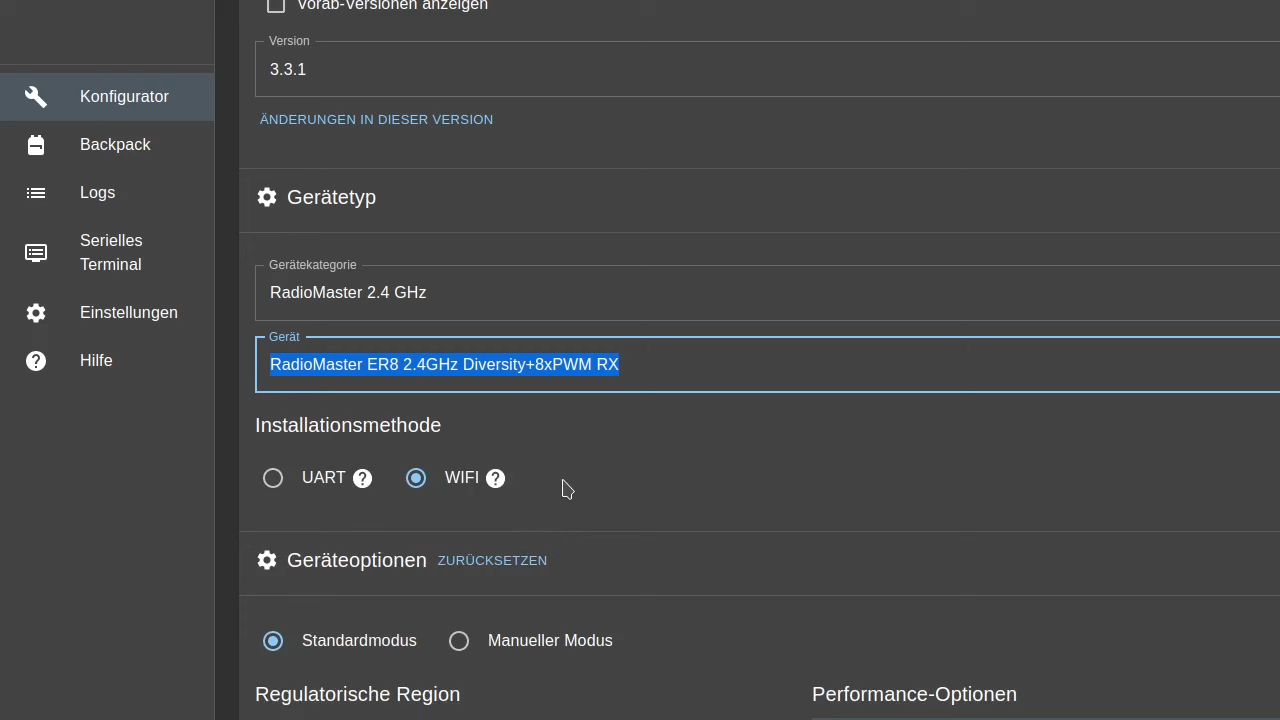 Vorab-Versionen anzeigen
Version
3.3.1
ÄNDERUNGEN IN DIESER VERSION
Konfigurator
Backpack
Logs
Serielles
Terminal
Einstellungen
Hilfe
Gerätetyp
Gerätekategorie
RadioMaster 2.4 GHz
Gerät
RadioMaster ER8 2.4GHz Diversity+8xPWM RX
Installationsmethode
UART ? WIFI ?
Geräteoptionen ZURÜCKSETZEN
Standardmodus Manueller Modus
Regulatorische Region Performance-Optionen